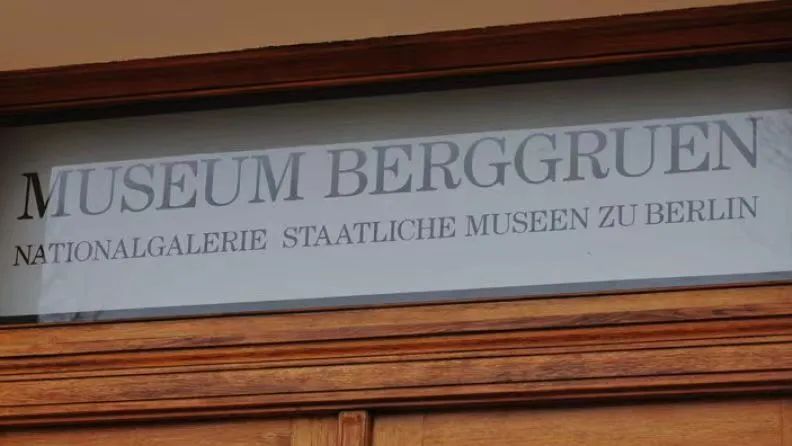 MUSEUM BERGGRUEN
NATIONALGALERIE STAATLICHE MUSEEN ZU BERLIN